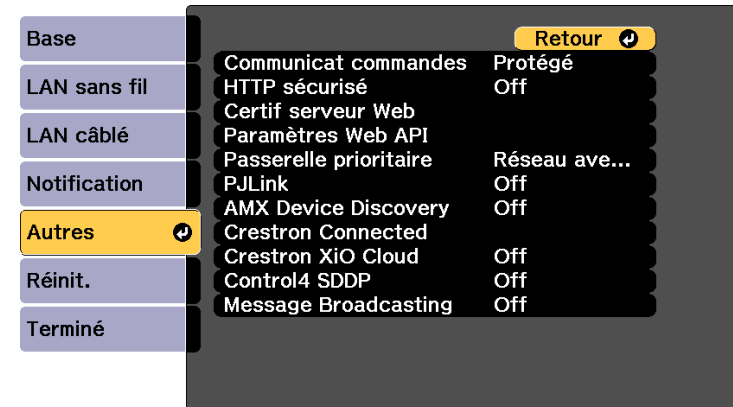 Base
LAN sans fil
LAN câblé
Notification
Autres
Réinit.
Terminé
Retour
Communicat commandes Protégé
HTTP sécurisé Off
Certif serveur Web
Paramètres Web API
Passerelle prioritaire Réseau ave...
PJLink Off
AMX Device Discovery Off
Crestron Connected
Crestron XiO Cloud Off
Control4 SDDP Off
Message Broadcasting Off